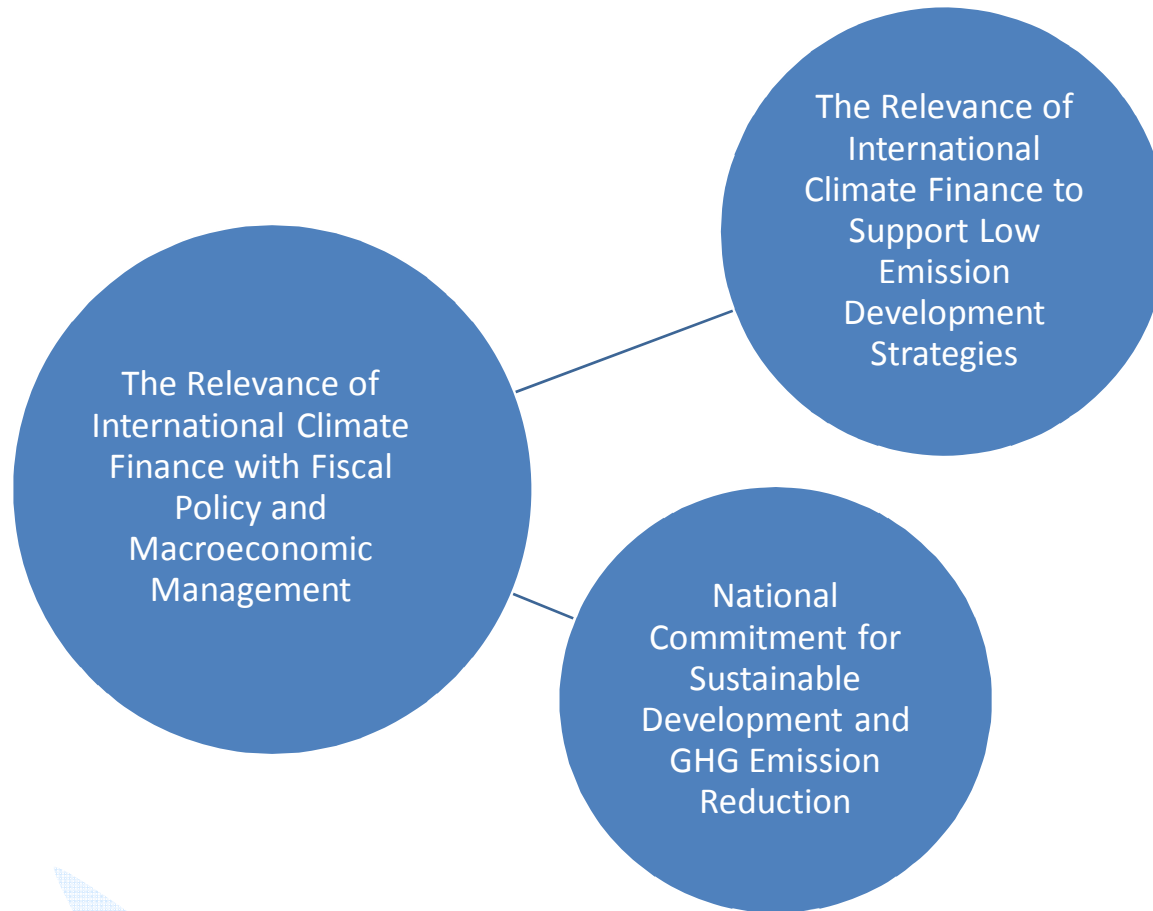 The Relevance of
International
Climate Finance to
Support Low
Emission
Development
Strategies
The Relevance of
International Climate
Finance with Fiscal
Policy and
Macroeconomic
Management
National
Commitment for
Sustainable
Development and
GHG Emission
Reduction